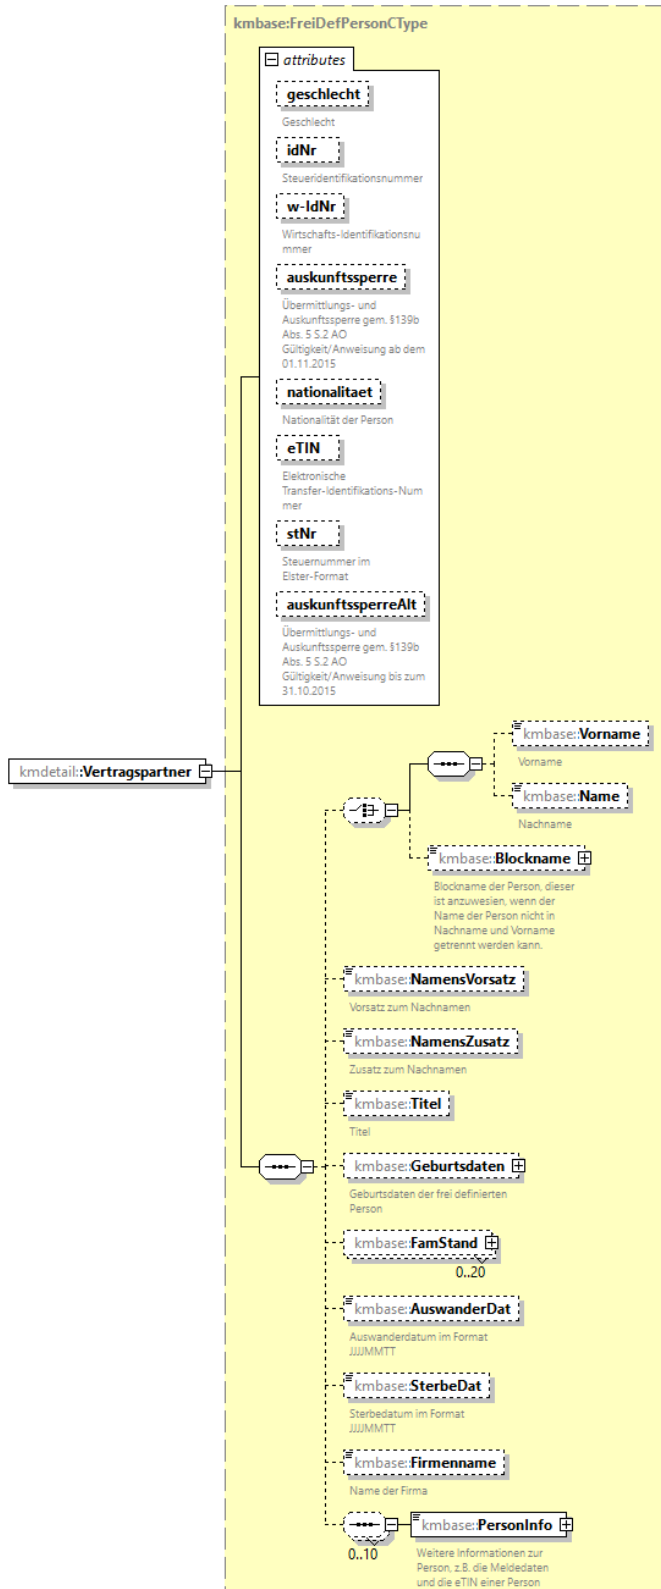 kmbase:FreiDefPersonCType
attributes
geschlecht
Geschlecht
idNr
Steueridentifikationsnummer
w-IdNr
Wirtschafts-Identifikationsnu
mmer
auskunftssperre
Übermittlungs- und
Auskunftssperre gem. §139b
Abs. 5 S.2 AO
Gültigkeit/Anweisung ab dem
01.11.2015
nationalitaet
Nationalität der Person
eTIN
Elektronische
Transfer-Identifikations-Num
mer
stNr
Steuernummer im
Elster-Format
auskunftssperreAlt
Übermittlungs- und
Auskunftssperre gem. §139b
Abs. 5 S.2 AO
Gültigkeit/Anweisung bis zum
31.10.2015
kmdetail:Vertragspartner
kmbase:Vorname
Vorname
kmbase:Name
Nachname
kmbase:Blockname
Blockname der Person, dieser
ist anzuwesien, wenn der
Name der Person nicht in
Nachname und Vorname
getrennt werden kann.
kmbase:NamensVorsatz
Vorsatz zum Nachnamen
kmbase:NamensZusatz
Zusatz zum Nachnamen
kmbase:Titel
Titel
kmbase:Geburtsdaten
Geburtsdaten der frei definierten
Person
kmbase:FamStand
0..20
kmbase:AuswanderDat
Auswanderdatum im Format
JJJJMMTT
kmbase:SterbeDat
Sterbedatum im Format
JJJJMMTT
kmbase:Firmenname
Name der Firma
kmbase:PersonInfo
0..10
Weitere Informationen zur
Person, z.B. die Meldedaten
und die eTIN einer Person